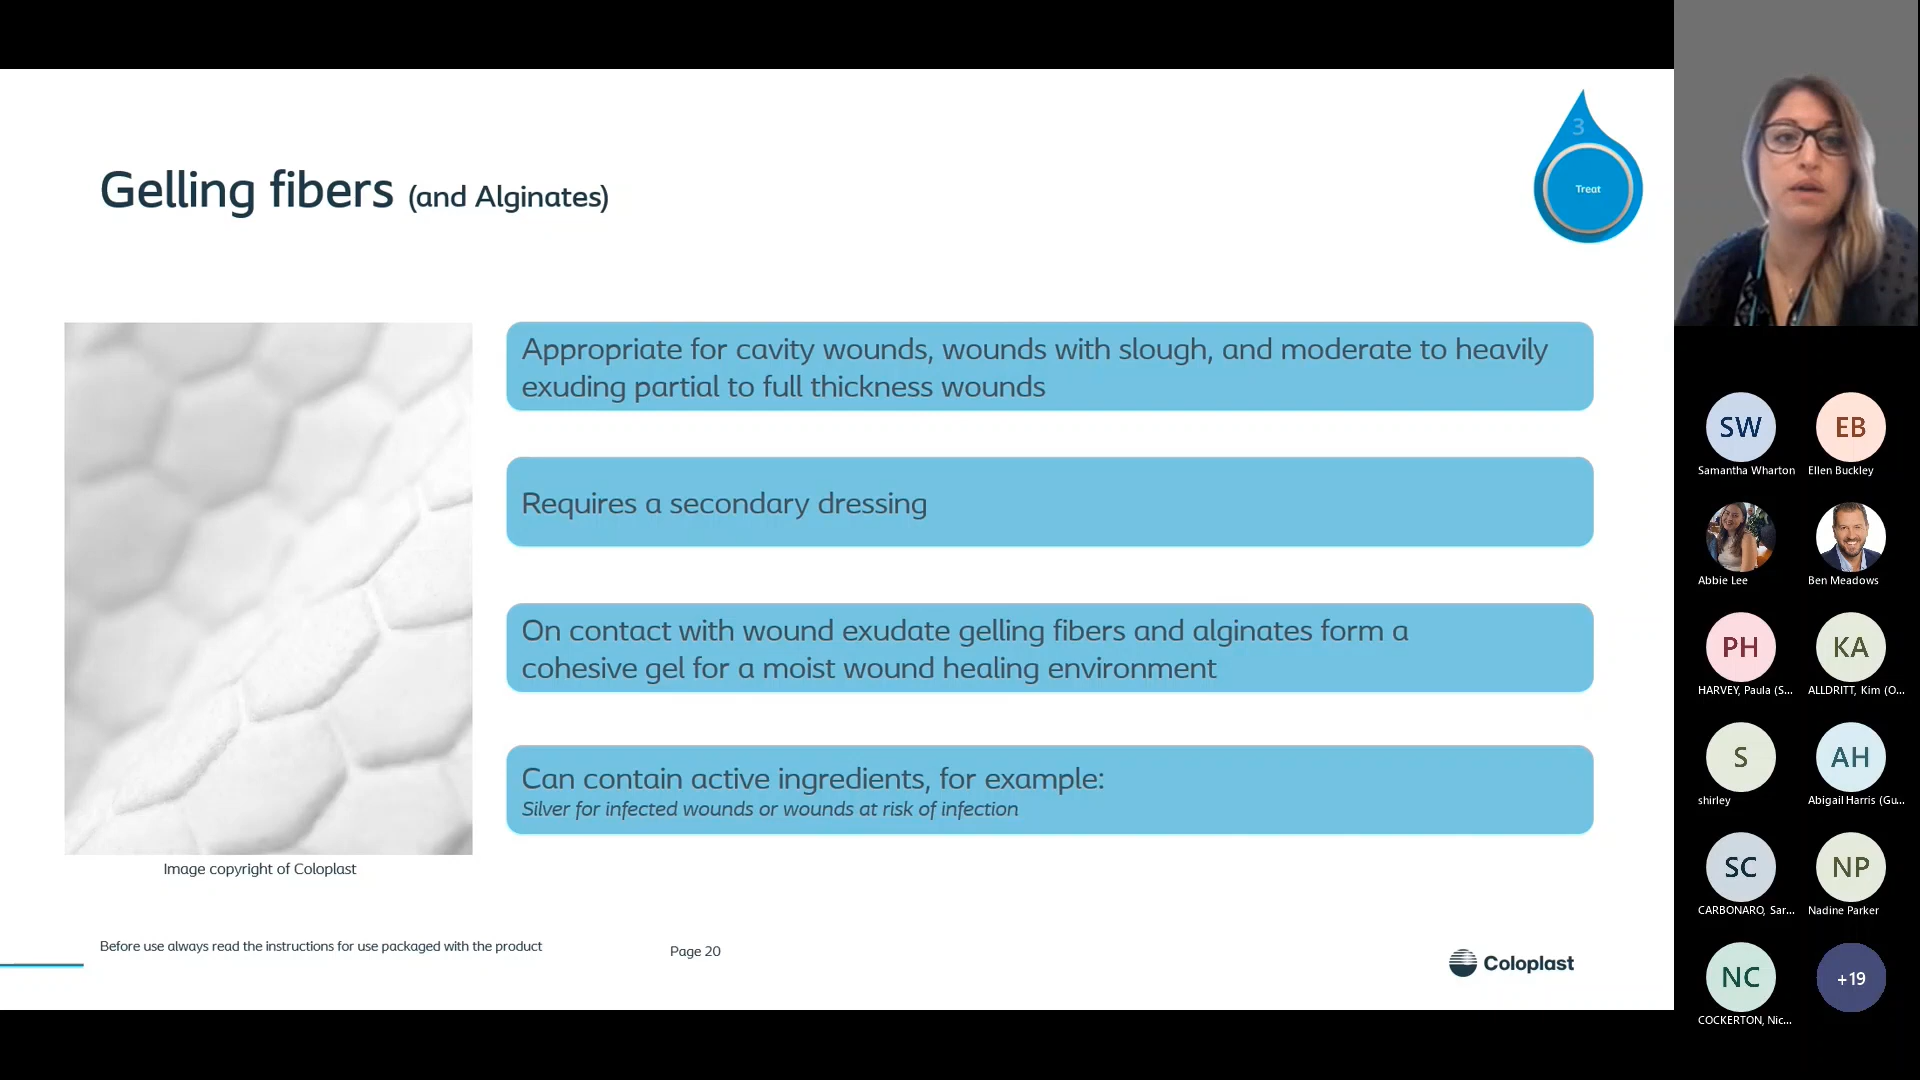 3
Treat
Gelling fibers (and Alginates)
Appropriate for cavity wounds, wounds with slough, and moderate to heavily
exuding partial to full thickness wounds
Requires a secondary dressing
On contact with wound exudate gelling fibers and alginates form a
cohesive gel for a moist wound healing environment
Can contain active ingredients, for example:
Silver for infected wounds or wounds at risk of infection
Image copyright of Coloplast
Before use always read the instructions for use packaged with the product
Page 20
Coloplast
SW
EB
Samantha Wharton
Ellen Buckley
Abbie Lee
Ben Meadows
PH
KA
HARVEY, Paula (S...
ALLDRITT, Kim (O...
S
AH
shirley
Abigail Harris (Gu...
SC
NP
CARBONARO, Sar...
Nadine Parker
NC
+19
COCKERTON, Nic...